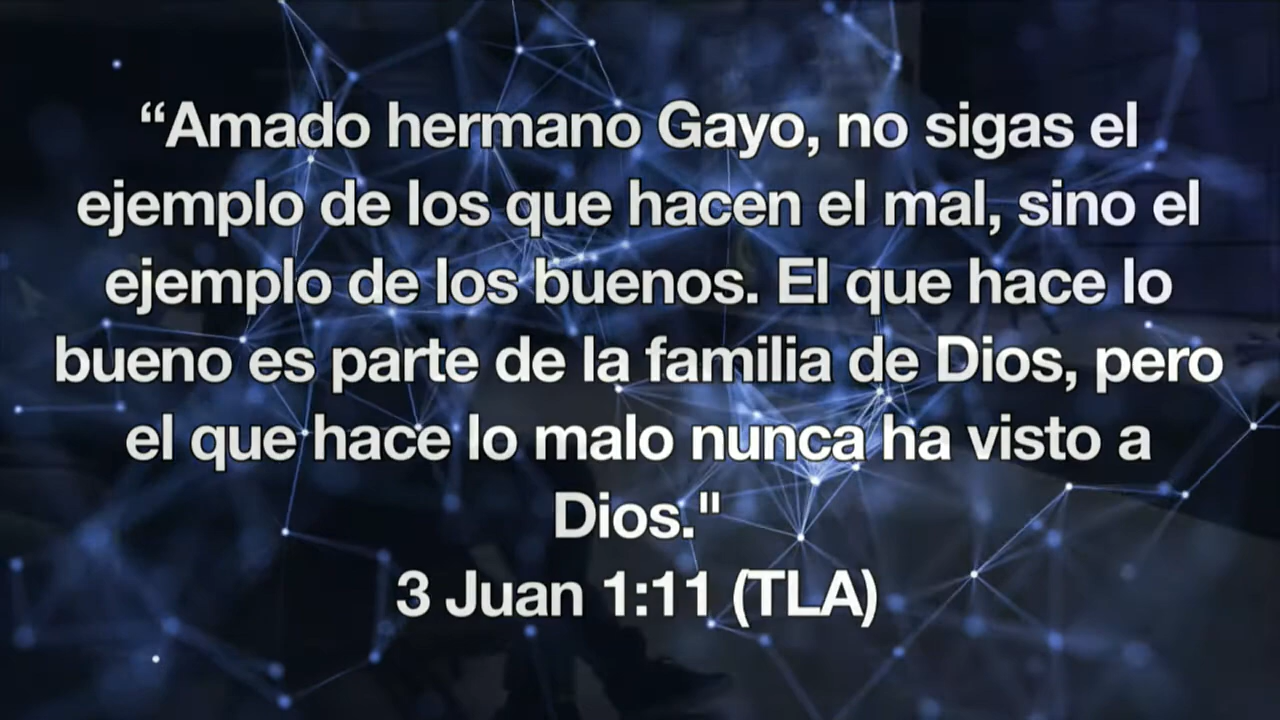 “Amado hermano Gayo, no sigas el
ejemplo de los que hacen el mal, sino el
ejemplo de los buenos. El que hace lo
bueno es parte de la familia de Dios, pero
el que hace lo malo nunca ha visto a
Dios."
3 Juan 1:11 (TLA)